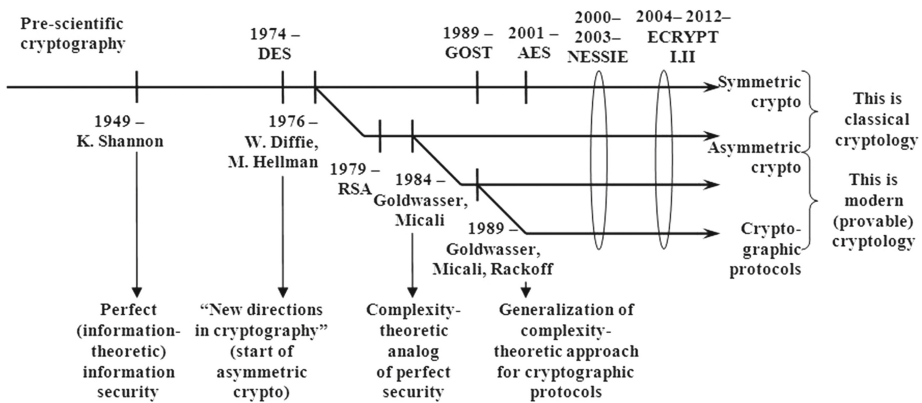 Pre-scientific
cryptography
1974 –
DES
1989 –
GOST
2001 –
AES
2000–
2003–
NESSIE
2004– 2012–
ECRYPT
I,II
Symmetric
crypto
This is
classical
cryptology
1949 –
K. Shannon
1976 –
W. Diffie,
M. Hellman
1979 –
RSA
1984 –
Goldwasser,
Micali
Asymmetric
crypto
This is
modern
(provable)
cryptology
1989 –
Goldwasser,
Micali, Rackoff
Crypto-
graphic
protocols
Perfect
(information-
theoretic)
information
security
“New directions
in cryptography”
(start of
asymmetric
crypto)
Complexity-
theoretic
analog
of perfect
security
Generalization of
complexity-
theoretic approach
for cryptographic
protocols